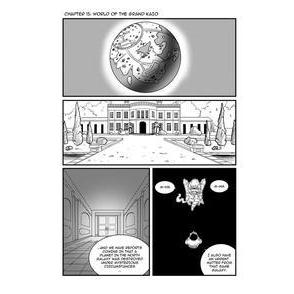 CHAPTER 15: WORLD OF THE GRAND KAIO
...AND WE HAVE REPORTS
COMING IN THAT A
PLANET IN THE NORTH
GALAXY WAS DESTROYED
UNDER MYSTERIOUS
CIRCUMSTANCES.
I ALSO HAVE
AN URGENT
MATTER FROM
THAT SAME
GALAXY.